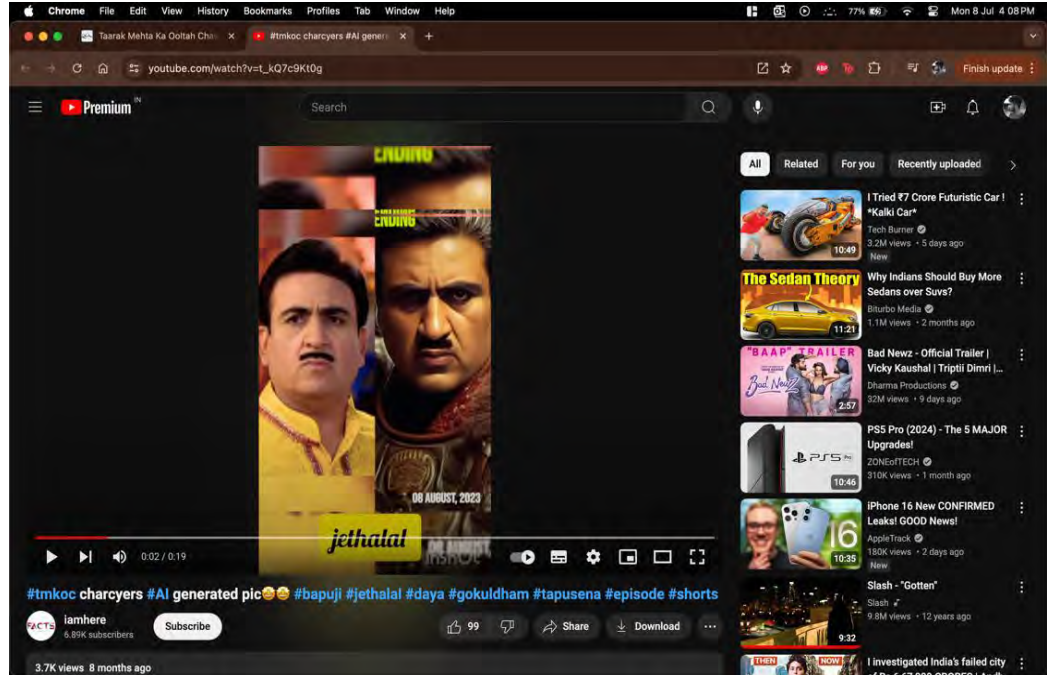 Chrome File Edit View History Bookmarks Profiles Tab Window Help
77% Mon 8 Jul 4 08 PM
Taarak Mehta Ka Ooltah Cha
#tmkoc charcyers #AI gener
youtube.com/watch?v=t_kQ7c9Kt0g
ABP
Finish update
Premium IN
Search
ENDING
ENDING
08 AUGUST, 2023
jethalal
0:02 / 0:19
#tmkoc charcyers #AI generated pic🤩🤩 #bapuji #jethalal #daya #gokuldham #tapusena #episode #shorts
FACTS
iamhere
6.89K subscribers
Subscribe
99
Share
Download
3.7K views 8 months ago
All Related For you Recently uploaded
10:49
I Tried ₹7 Crore Futuristic Car !
*Kalki Car*
Tech Burner
3.2M views • 5 days ago
New
The Sedan Theory
11:21
Why Indians Should Buy More
Sedans over Suvs?
Biturbo Media
1.1M views • 2 months ago
"BAAP" TRAILER
Bad Newz
2:57
Bad Newz - Official Trailer |
Vicky Kaushal | Triptii Dimri |...
Dharma Productions
32M views • 9 days ago
PS5
10:46
PS5 Pro (2024) - The 5 MAJOR
Upgrades!
ZONEofTECH
310K views • 1 month ago
16
10:35
iPhone 16 New CONFIRMED
Leaks! GOOD News!
AppleTrack
180K views • 2 days ago
New
9:32
Slash - "Gotten"
Slash
9.8M views • 12 years ago
THEN NOW
I investigated India's failed city